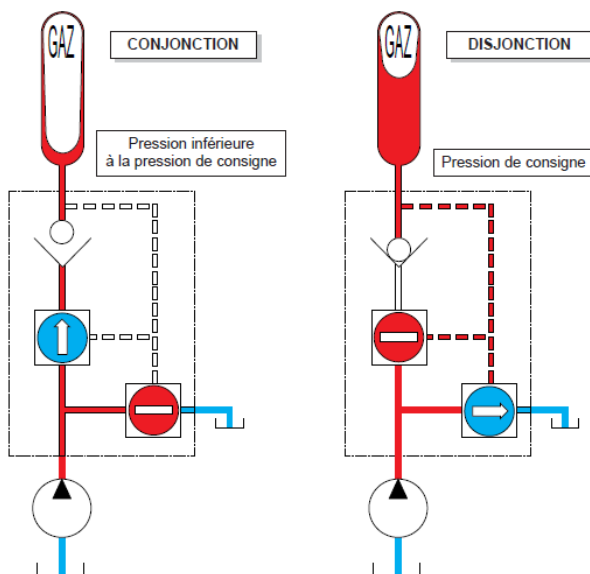 GAZ
CONJONCTION
Pression inférieure
à la pression de consigne
GAZ
DISJONCTION
Pression de consigne